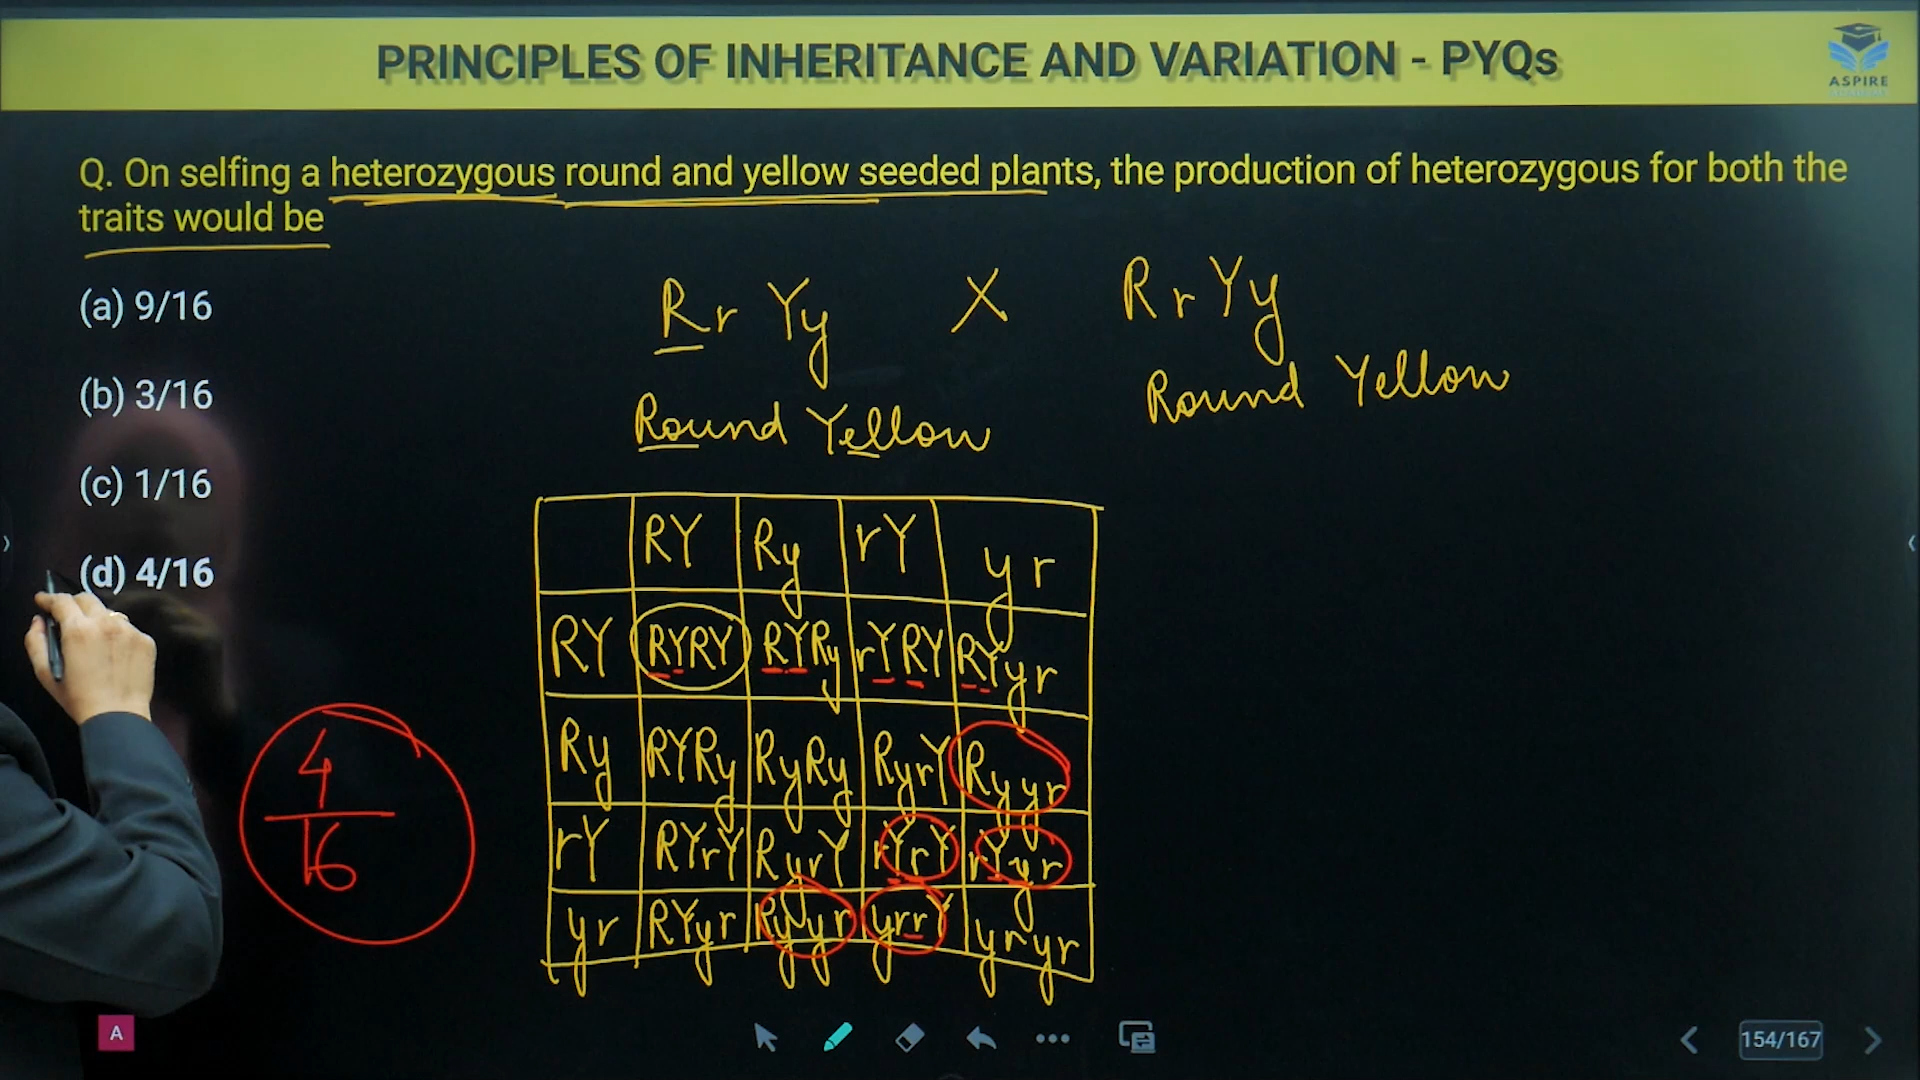 PRINCIPLES OF INHERITANCE AND VARIATION - PYQs
ASPIRE
Q. On selfing a heterozygous round and yellow seeded plants, the production of heterozygous for both the
traits would be
(a) 9/16
(b) 3/16
(c) 1/16
(d) 4/16
Rr Yy X RrYy
Round Yellow Round Yellow
RY Ry rY yr
RY RYRY RYRy rYRY RYyr
Ry RYRy RyRy RyrY Ryyr
rY RYrY RyrY rYrY rYyr
yr RYyr Ryyr yrrY yryr
4
16
A
154/167